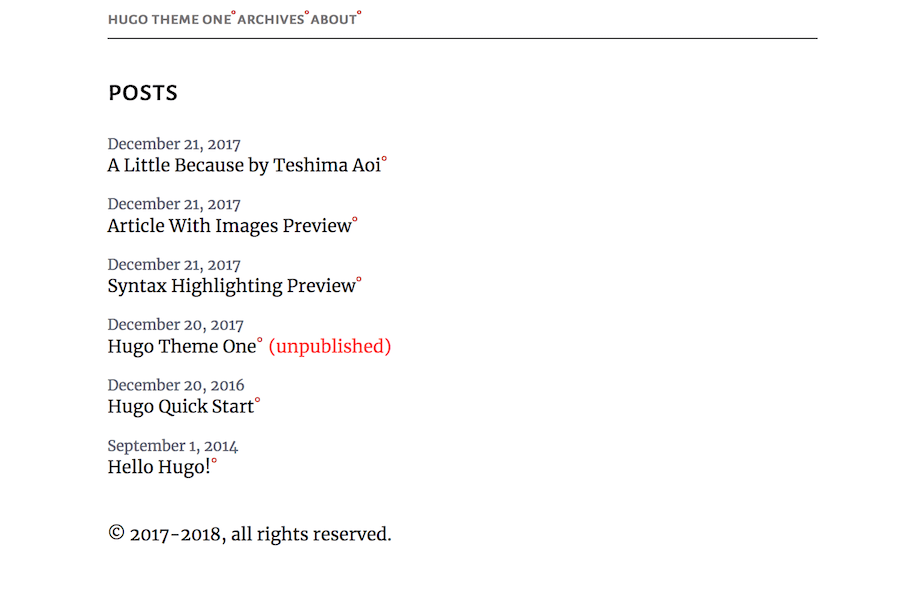 HUGO THEME ONE° ARCHIVES° ABOUT°
POSTS
December 21, 2017
A Little Because by Teshima Aoi°
December 21, 2017
Article With Images Preview°
December 21, 2017
Syntax Highlighting Preview°
December 20, 2017
Hugo Theme One° (unpublished)
December 20, 2016
Hugo Quick Start°
September 1, 2014
Hello Hugo!°
© 2017-2018, all rights reserved.